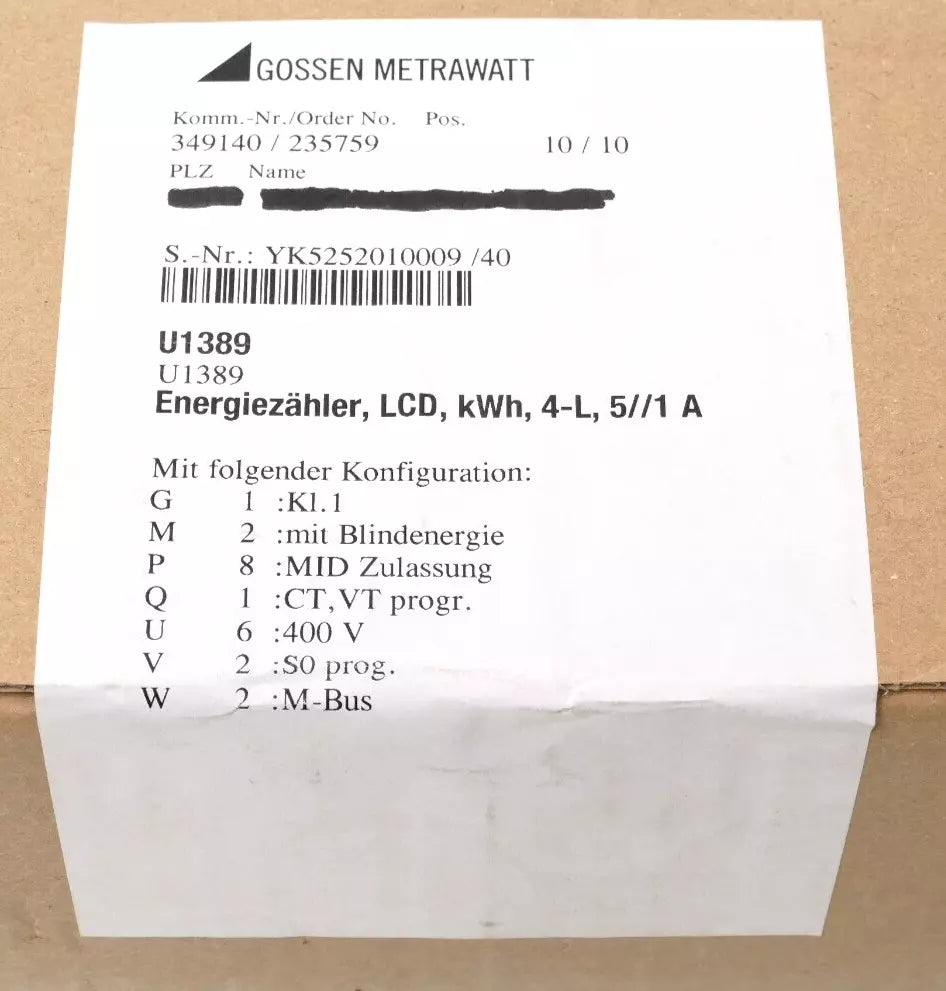 GOSSEN METRAWATT
Komm.-Nr./Order No. Pos.
349140 / 235759 10 / 10
PLZ Name
S.-Nr.: YK5252010009 /40
U1389
U1389
Energiezähler, LCD, kWh, 4-L, 5//1 A
Mit folgender Konfiguration:
G 1 :Kl.1
M 2 :mit Blindenergie
P 8 :MID Zulassung
Q 1 :CT,VT progr.
U 6 :400 V
V 2 :S0 prog.
W 2 :M-Bus